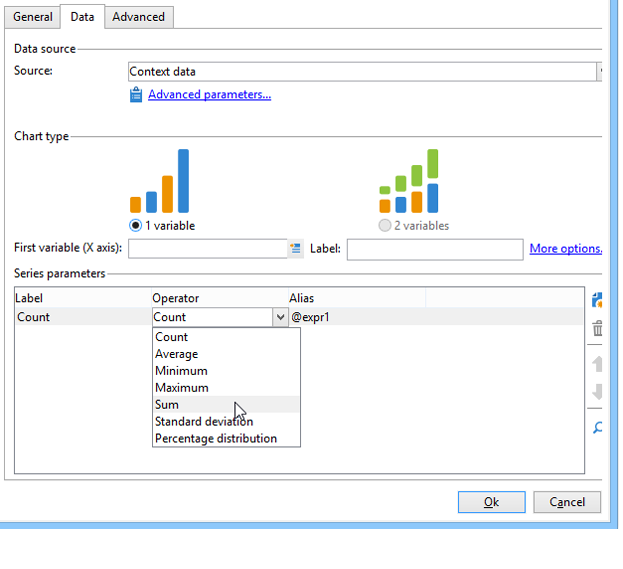 General Data Advanced
Data source
Source: Context data
Advanced parameters...
Chart type
1 variable 2 variables
First variable (X axis): Label: More options.
Series parameters
Label Operator Alias
Count Count @expr1
Count
Average
Minimum
Maximum
Sum
Standard deviation
Percentage distribution
Ok Cancel